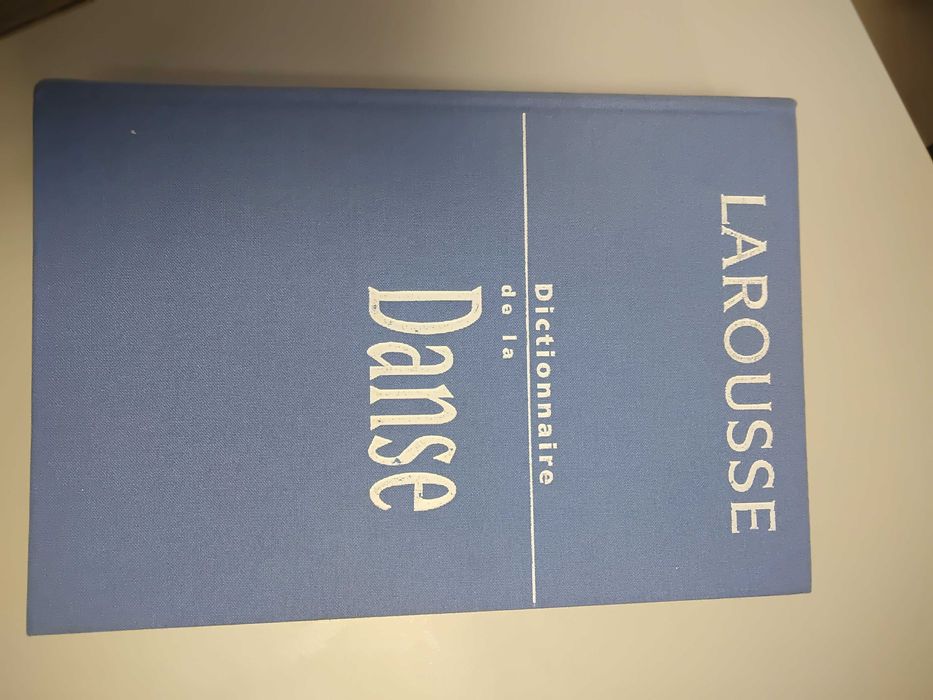 LAROUSSE
Dictionnaire
de la
Danse